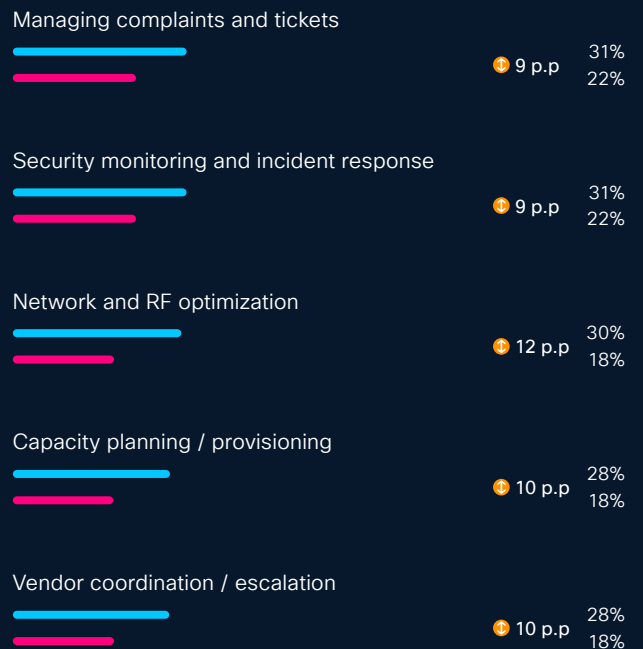 Managing complaints and tickets
31%
9 p.p
22%
Security monitoring and incident response
31%
9 p.p
22%
Network and RF optimization
30%
12 p.p
18%
Capacity planning / provisioning
28%
10 p.p
18%
Vendor coordination / escalation
28%
10 p.p
18%